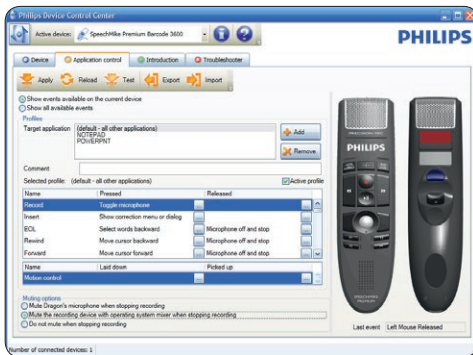 Philips Device Control Center
Active device: SpeechMike Premium Barcode 3600
PHILIPS
Device Application control Introduction Troubleshooter
Apply Reload Test Export Import
Show events available on the current device
Show all available events
Profiles
Target application (default - all other applications)
NOTEPAD
POWERPNT
Add
Remove
Comment
Selected profile: (default - all other applications) Active profile
Name Pressed Released
Record Toggle microphone
Insert Show correction menu or dialog
EOL Select words backward Microphone off and stop
Rewind Move cursor backward Microphone off and stop
Forward Move cursor forward Microphone off and stop
Name Laid down Picked up
Motion control
Muting options
Mute Dragon's microphone when stopping recording
Mute the recording device with operating system mixer when stopping recording
Do not mute when stopping recording
PHILIPS
Last event Left Mouse Released
Number of connected devices: 1